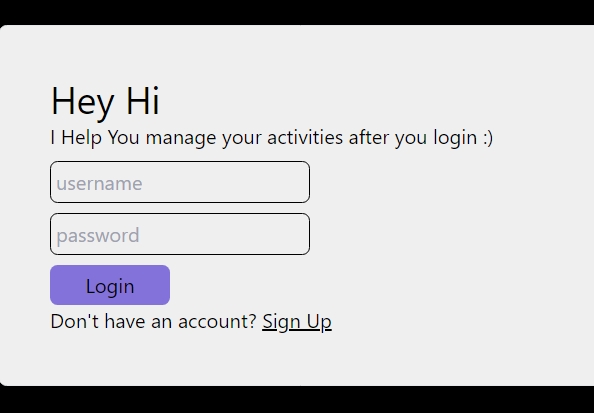 Hey Hi
I Help You manage your activities after you login :)
username
password
Login
Don't have an account? Sign Up